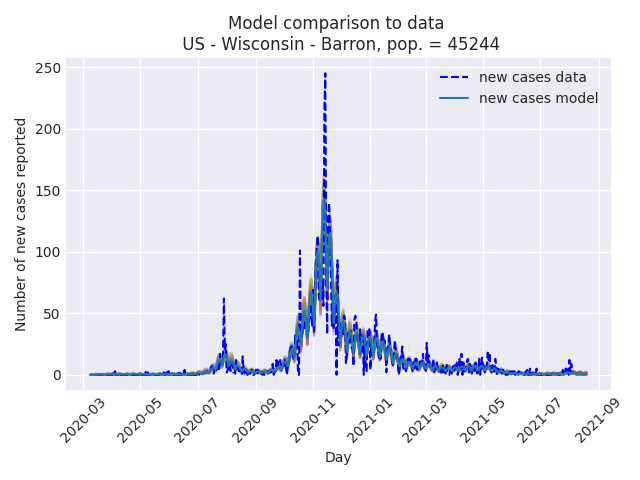 Model comparison to data
US - Wisconsin - Barron, pop. = 45244
new cases data
new cases model
Number of new cases reported
250
200
150
100
50
0
2020-03
2020-05
2020-07
2020-09
2020-11
2021-01
2021-03
2021-05
2021-07
2021-09
Day